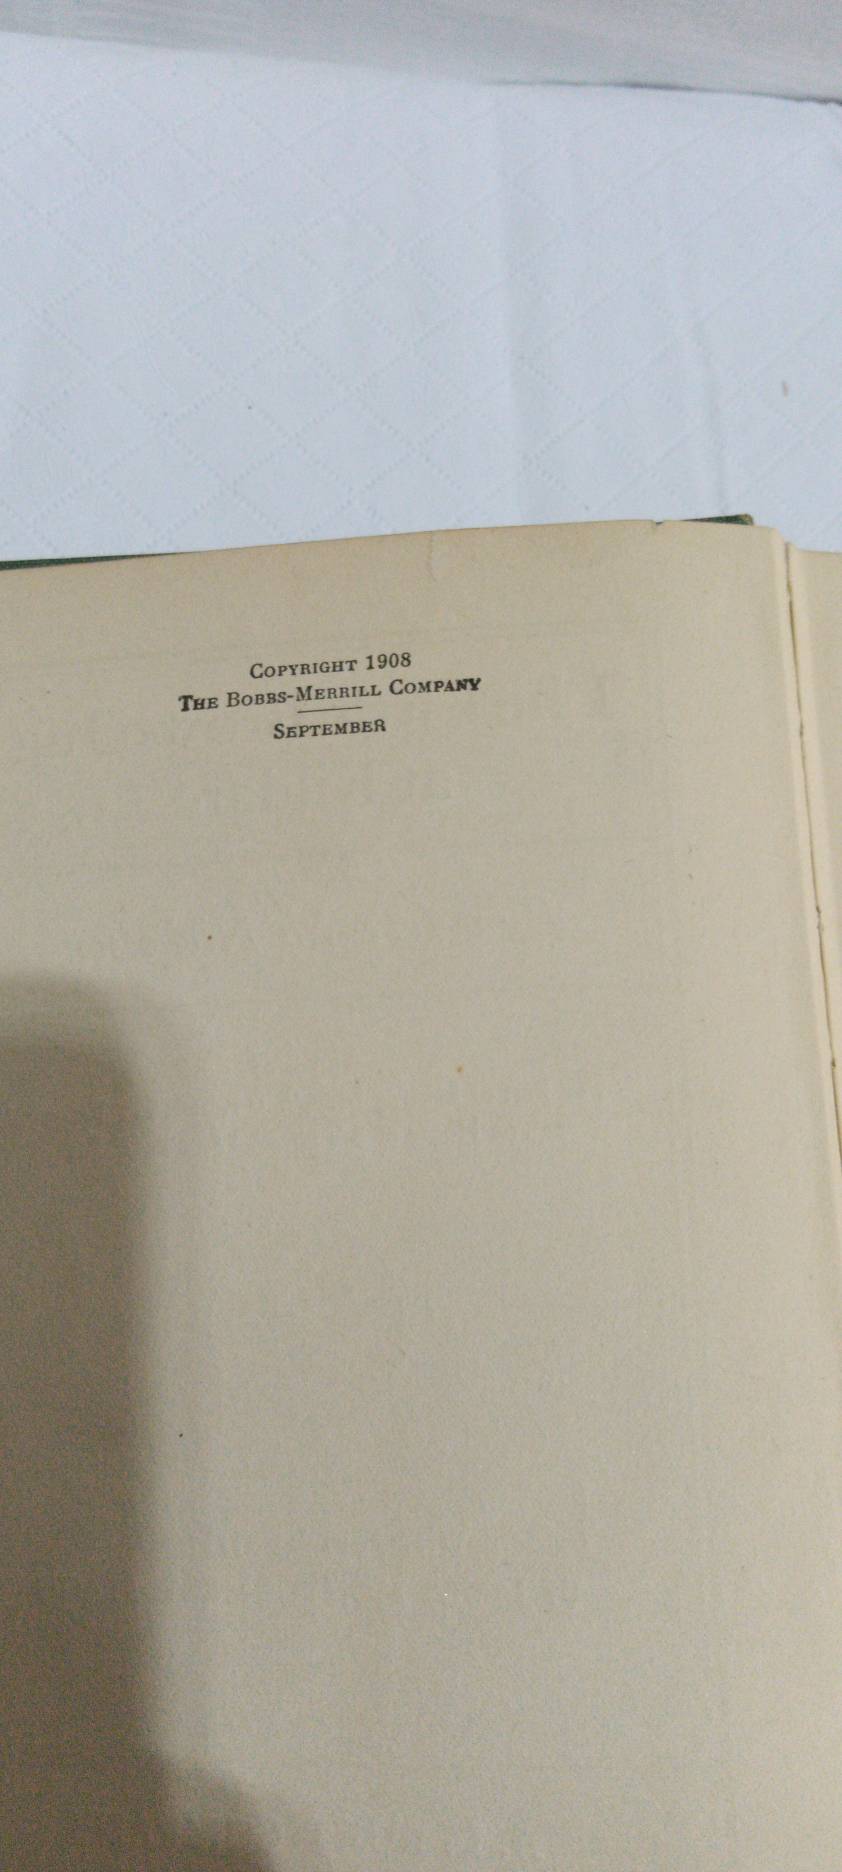 COPYRIGHT 1908
THE BOBBS-MERRILL COMPANY
SEPTEMBER